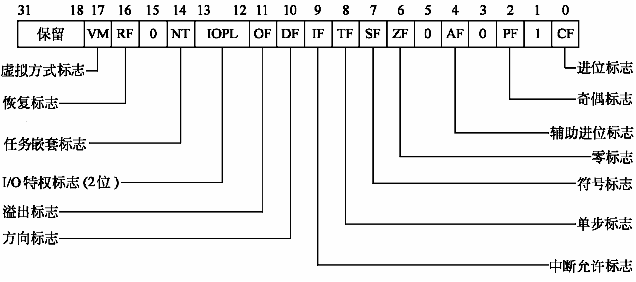 31 18 17 16 15 14 13 12 11 10 9 8 7 6 5 4 3 2 1 0
保留 VM RF 0 NT IOPL OF DF IF TF SF ZF 0 AF 0 PF 1 CF
虚拟方式标志
进位标志
恢复标志
奇偶标志
任务嵌套标志
辅助进位标志
零标志
I/O特权标志(2位)
符号标志
溢出标志
单步标志
方向标志
中断允许标志